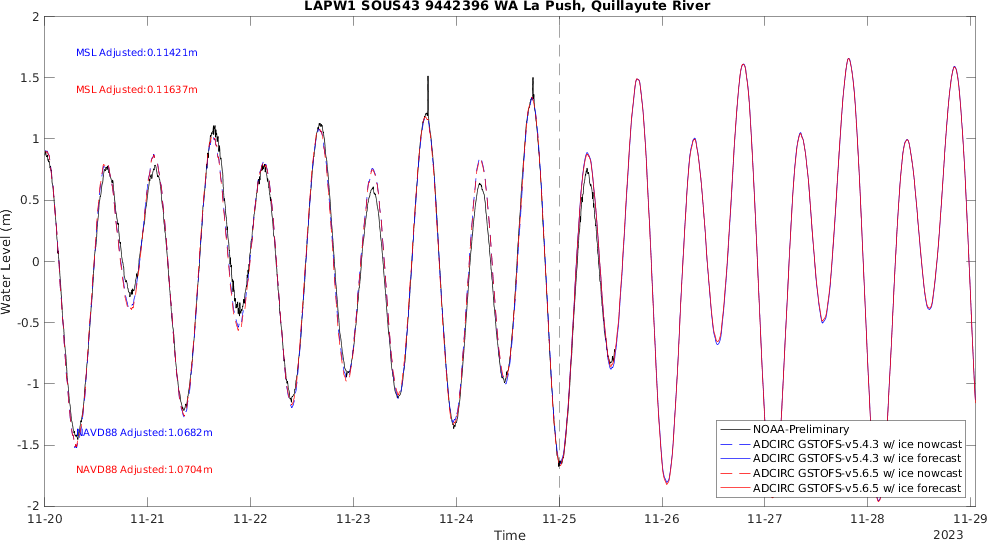 LAPW1 SOUS43 9442396 WA La Push, Quillayute River
2
1.5
1
0.5
0
-0.5
-1
-1.5
-2
Water Level (m)
MSL Adjusted:0.11421m
MSL Adjusted:0.11637m
NAVD88 Adjusted:1.0682m
NAVD88 Adjusted:1.0704m
NOAA-Preliminary
ADCIRC GSTOFS-v5.4.3 w/ ice nowcast
ADCIRC GSTOFS-v5.4.3 w/ ice forecast
ADCIRC GSTOFS-v5.6.5 w/ ice nowcast
ADCIRC GSTOFS-v5.6.5 w/ ice forecast
11-20 11-21 11-22 11-23 11-24 11-25 11-26 11-27 11-28 11-29
Time
2023